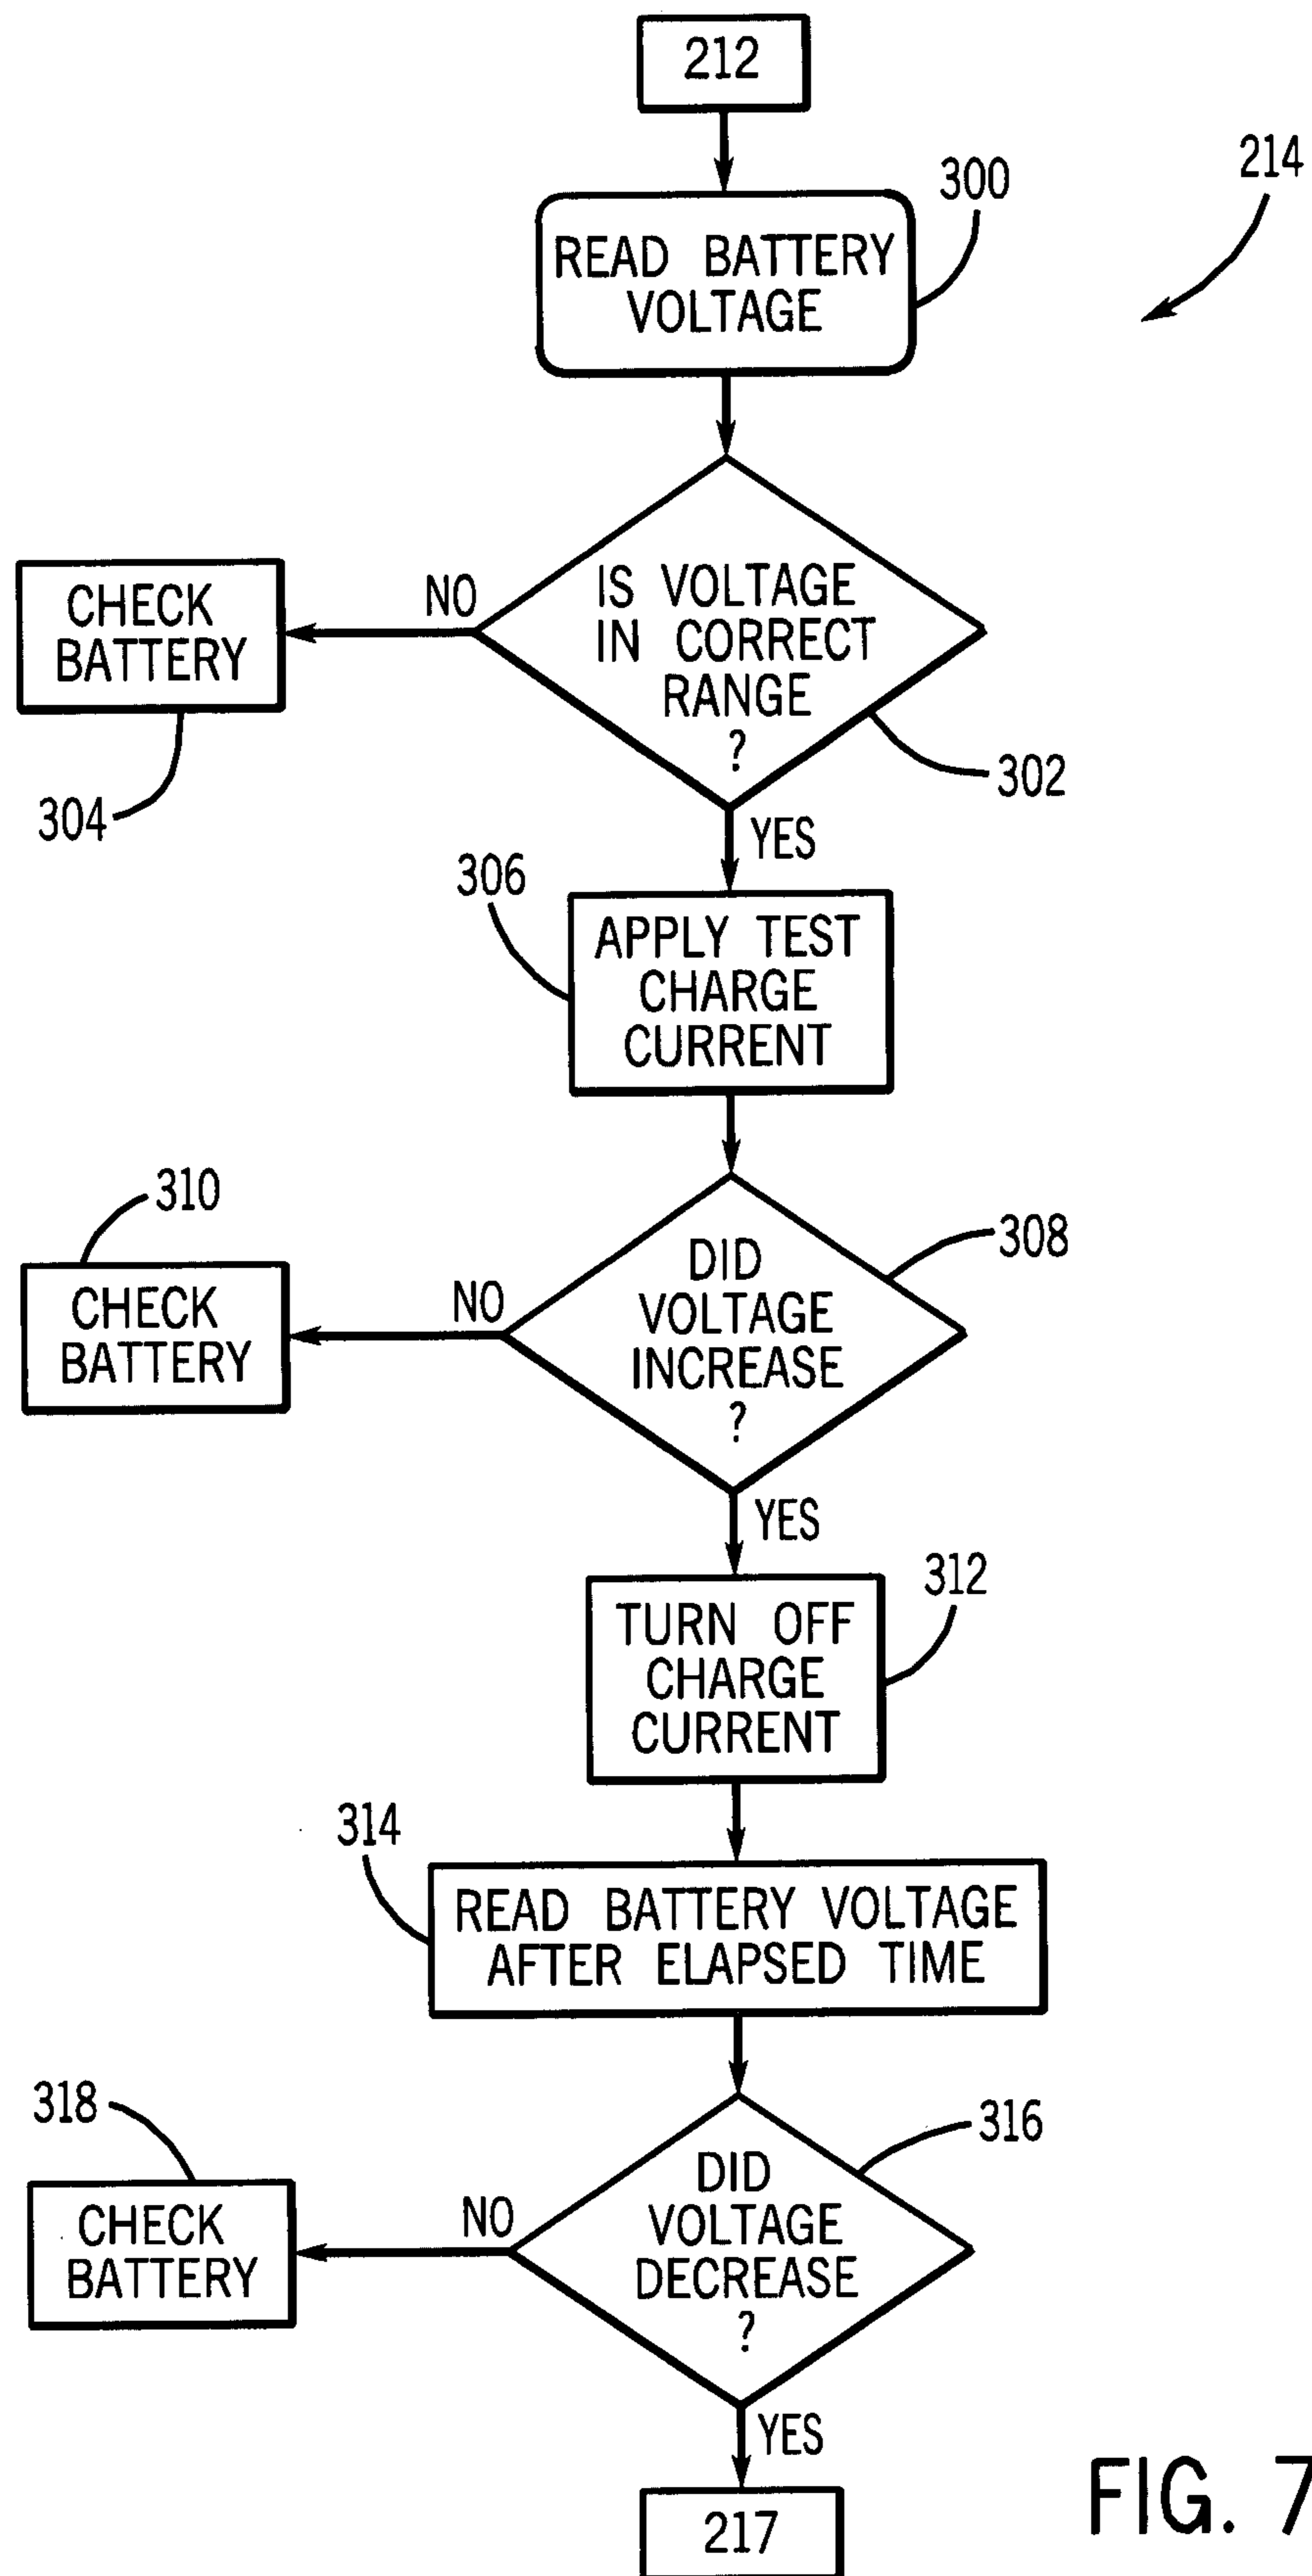 212
300
214
READ BATTERY
VOLTAGE
IS VOLTAGE
IN CORRECT
RANGE
?
NO
CHECK
BATTERY
304
302
YES
306
APPLY TEST
CHARGE
CURRENT
310
308
DID
VOLTAGE
INCREASE
?
NO
CHECK
BATTERY
YES
312
TURN OFF
CHARGE
CURRENT
314
READ BATTERY VOLTAGE
AFTER ELAPSED TIME
318
316
DID
VOLTAGE
DECREASE
?
NO
CHECK
BATTERY
YES
217
FIG. 7